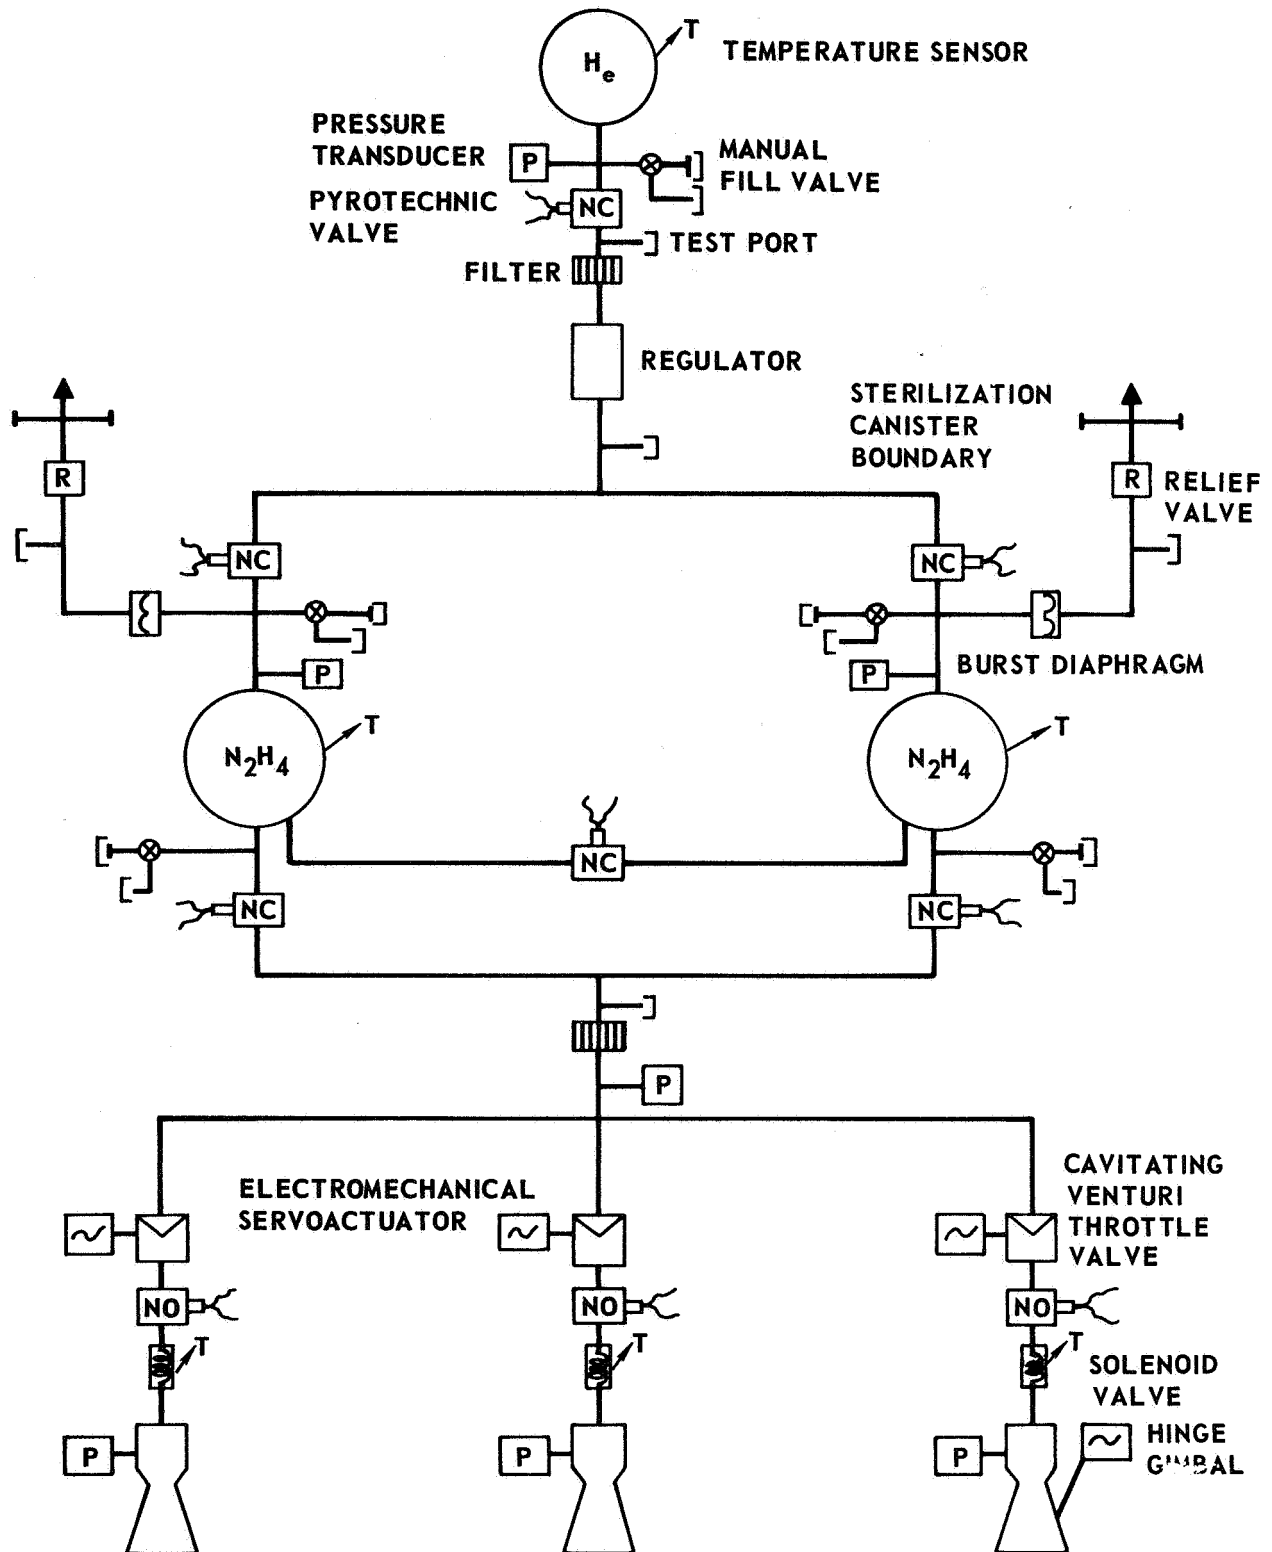 He
T
TEMPERATURE SENSOR
PRESSURE
TRANSDUCER
P
MANUAL
FILL VALVE
PYROTECHNIC
VALVE
NC
TEST PORT
FILTER
REGULATOR
STERILIZATION
CANISTER
BOUNDARY
R
R
RELIEF
VALVE
NC
NC
P
P
BURST DIAPHRAGM
N2H4
T
N2H4
T
NC
NC
NC
P
ELECTROMECHANICAL
SERVOACTUATOR
CAVITATING
VENTURI
THROTTLE
VALVE
NO
NO
NO
T
T
T
SOLENOID
VALVE
P
P
P
HINGE
GIMBAL